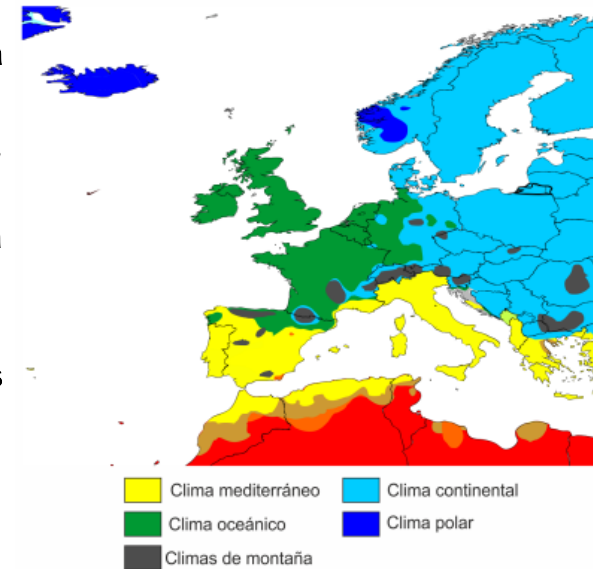 Clima mediterráneo
Clima continental
Clima oceánico
Clima polar
Climas de montaña